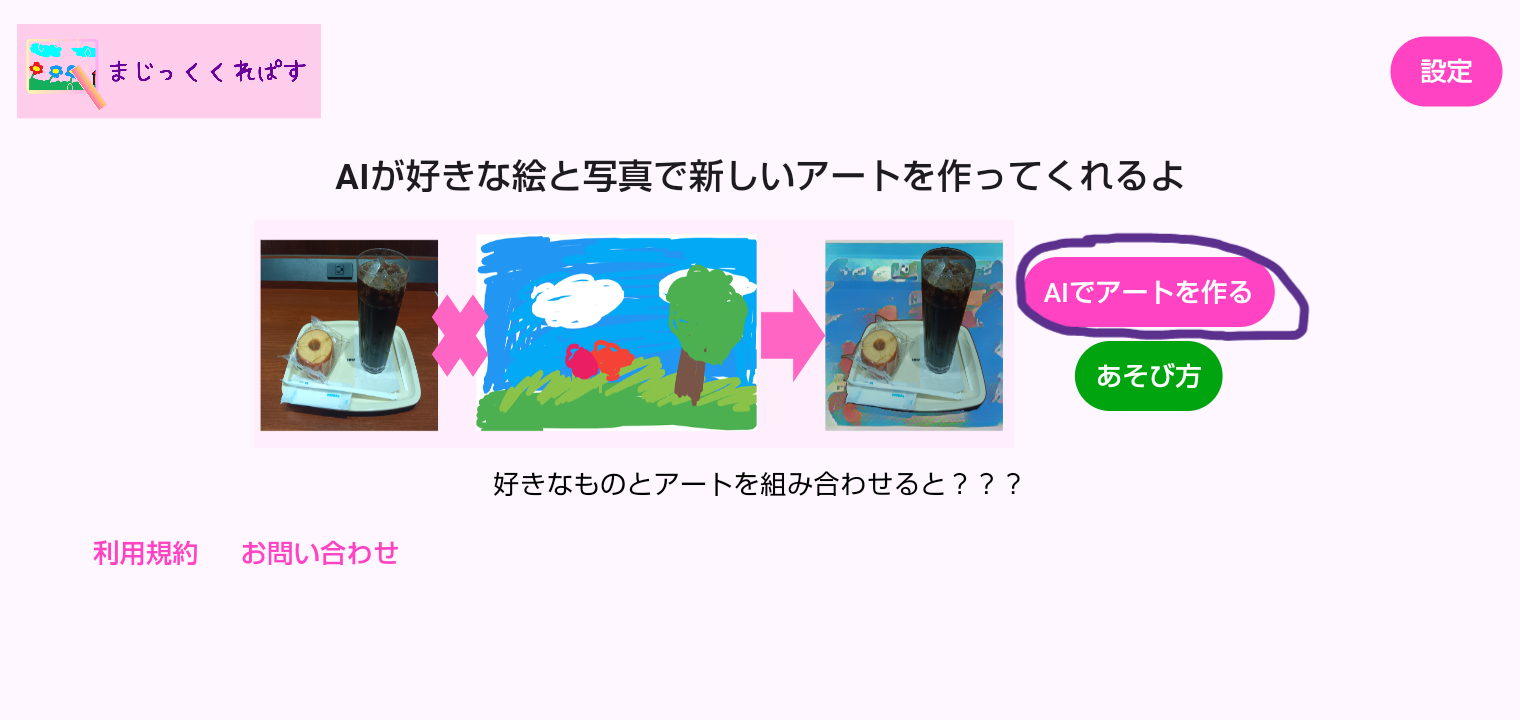 まじっくくれぱす
設定
AIが好きな絵と写真で新しいアートを作ってくれるよ
AIでアートを作る
あそび方
好きなものとアートを組み合わせると？？？
利用規約
お問い合わせ